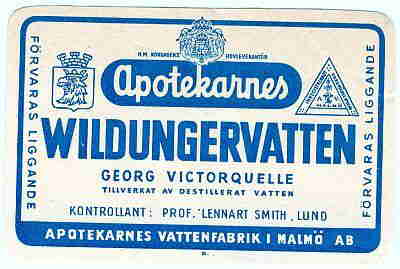 H.M. KONUNGENS HOVLEVERANTÖR
Apotekarnes
WILDUNGERVATTEN
GEORG VICTORQUELLE
TILLVERKAT AV DESTILLERAT VATTEN
KONTROLLANT: PROF. LENNART SMITH, LUND
APOTEKARNES VATTENFABRIK I MALMÖ AB
FÖRVARAS LIGGANDE
FÖRVARAS LIGGANDE
MALMÖ